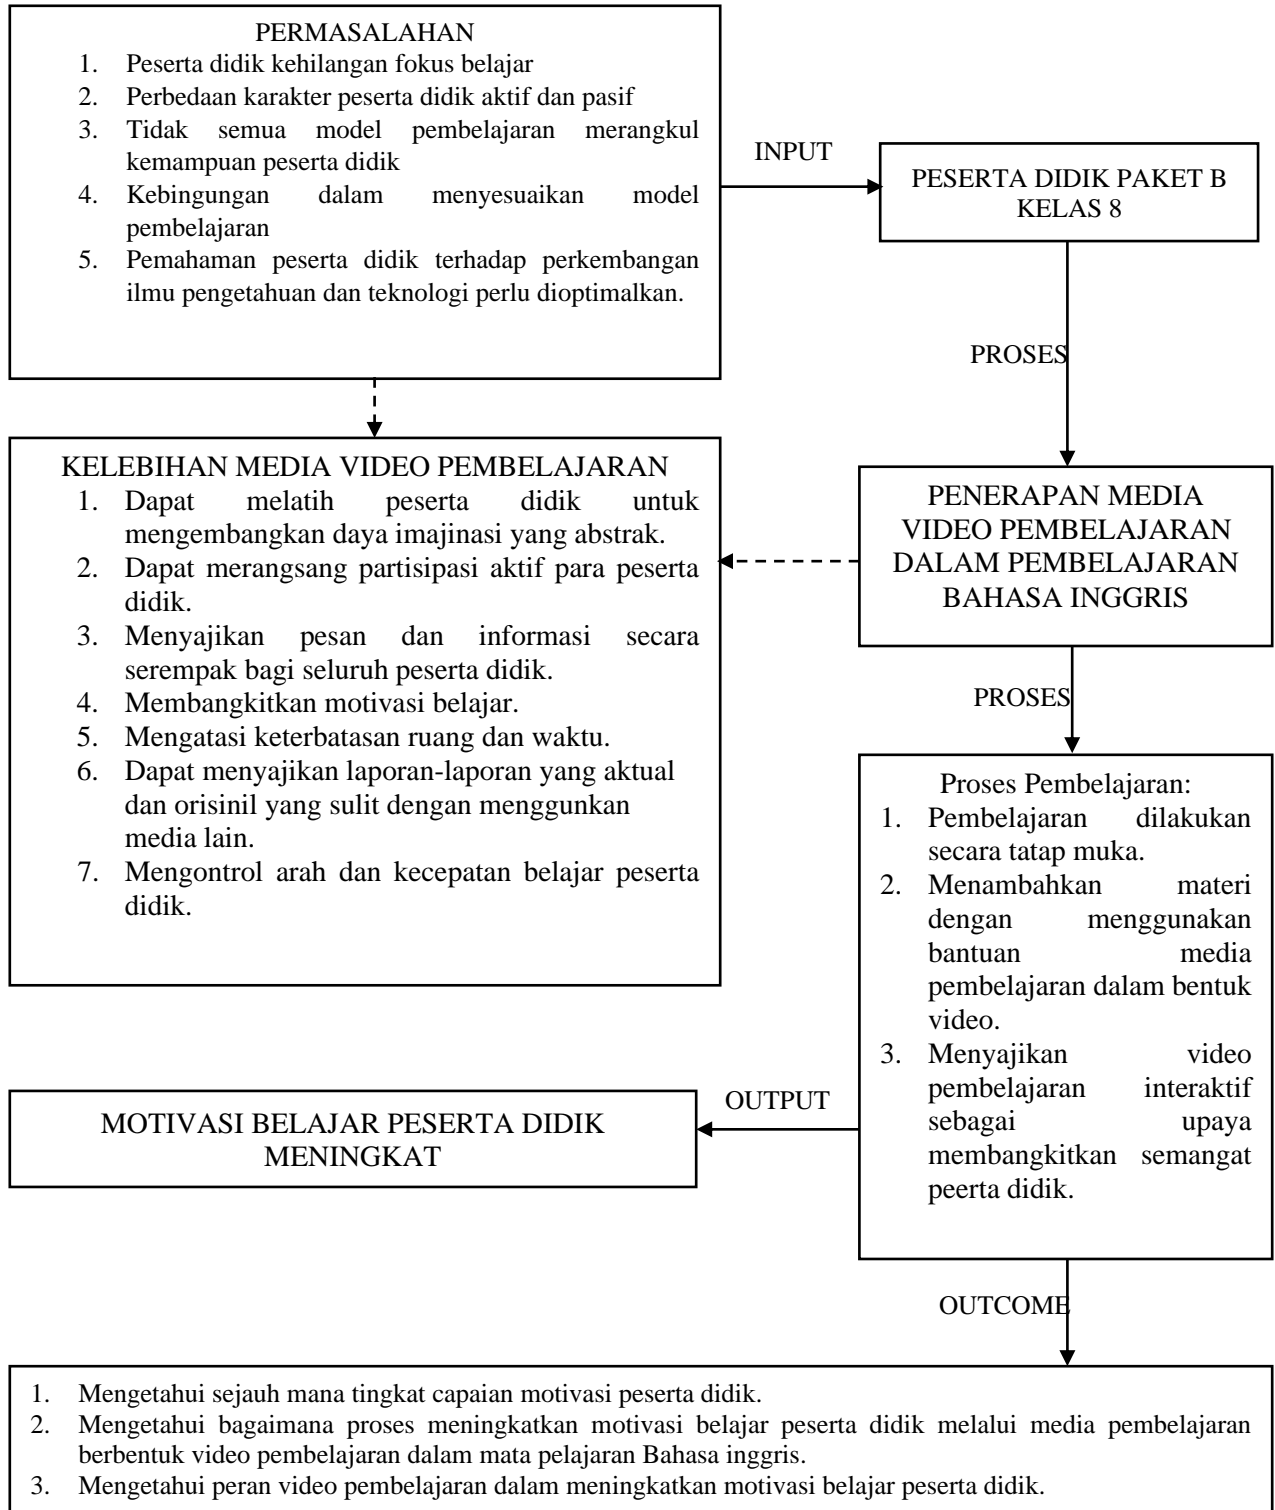 PERMASALAHAN
1. Peserta didik kehilangan fokus belajar
2. Perbedaan karakter peserta didik aktif dan pasif
3. Tidak semua model pembelajaran merangkul
kemampuan peserta didik
4. Kebingungan dalam menyesuaikan model
pembelajaran
5. Pemahaman peserta didik terhadap perkembangan
ilmu pengetahuan dan teknologi perlu dioptimalkan.
INPUT
PESERTA DIDIK PAKET B
KELAS 8
PROSES
KELEBIHAN MEDIA VIDEO PEMBELAJARAN
1. Dapat melatih peserta didik untuk
mengembangkan daya imajinasi yang abstrak.
2. Dapat merangsang partisipasi aktif para peserta
didik.
3. Menyajikan pesan dan informasi secara
serempak bagi seluruh peserta didik.
4. Membangkitkan motivasi belajar.
5. Mengatasi keterbatasan ruang dan waktu.
6. Dapat menyajikan laporan-laporan yang aktual
dan orisinil yang sulit dengan menggunkan
media lain.
7. Mengontrol arah dan kecepatan belajar peserta
didik.
PENERAPAN MEDIA
VIDEO PEMBELAJARAN
DALAM PEMBELAJARAN
BAHASA INGGRIS
PROSES
Proses Pembelajaran:
1. Pembelajaran dilakukan
secara tatap muka.
2. Menambahkan materi
dengan menggunakan
bantuan media
pembelajaran dalam bentuk
video.
3. Menyajikan video
pembelajaran interaktif
sebagai upaya
membangkitkan semangat
peerta didik.
OUTPUT
MOTIVASI BELAJAR PESERTA DIDIK
MENINGKAT
OUTCOME
1. Mengetahui sejauh mana tingkat capaian motivasi peserta didik.
2. Mengetahui bagaimana proses meningkatkan motivasi belajar peserta didik melalui media pembelajaran
berbentuk video pembelajaran dalam mata pelajaran Bahasa inggris.
3. Mengetahui peran video pembelajaran dalam meningkatkan motivasi belajar peserta didik.